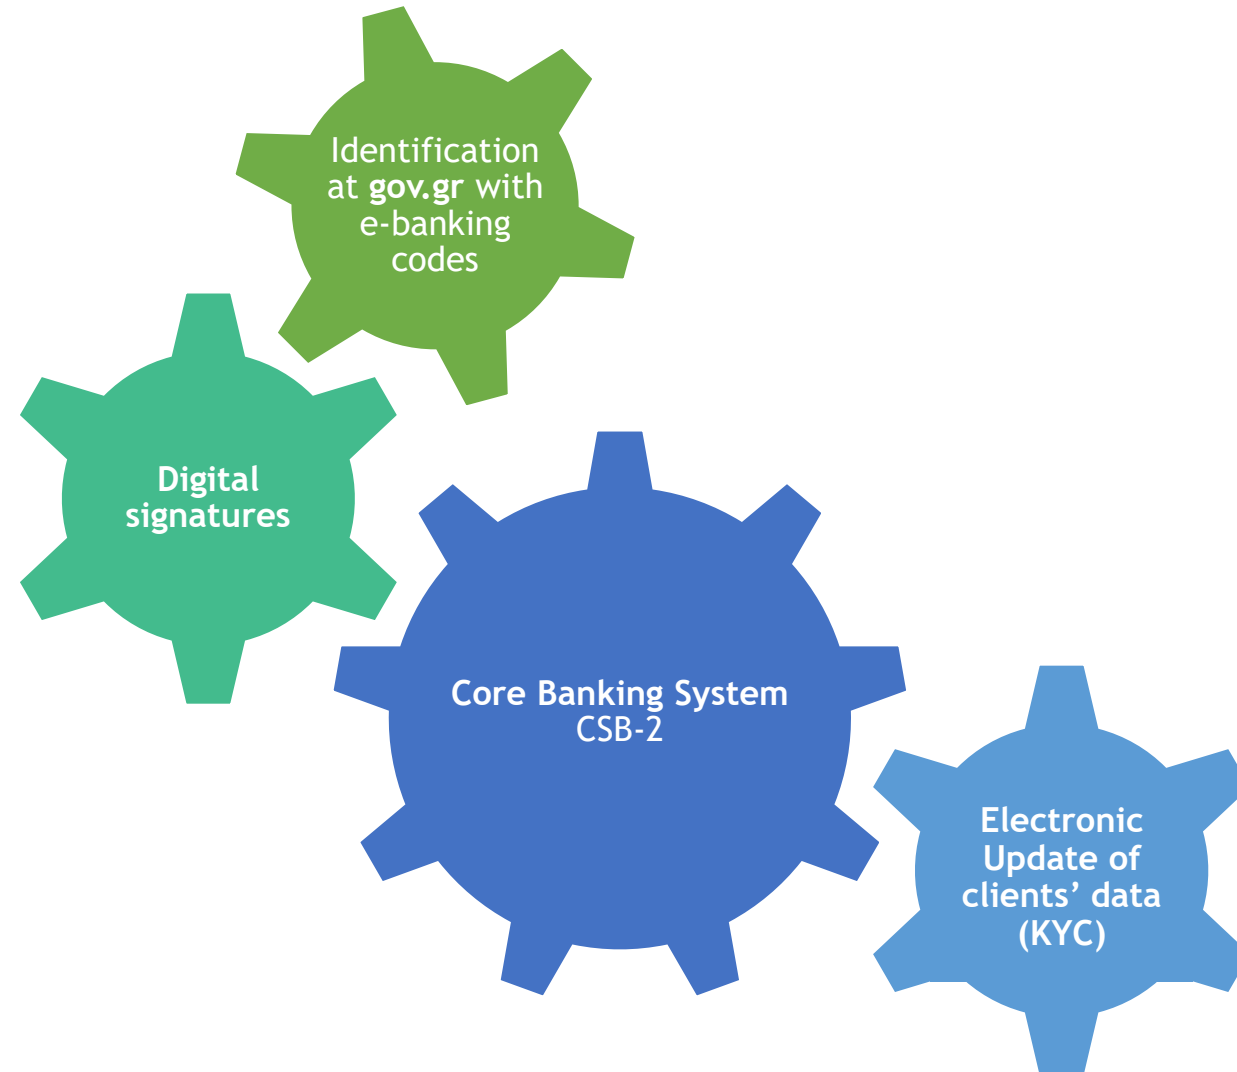 Identification
at gov.gr with
e-banking
codes
Digital
signatures
Core Banking System
CSB-2
Electronic
Update of
clients’ data
(KYC)